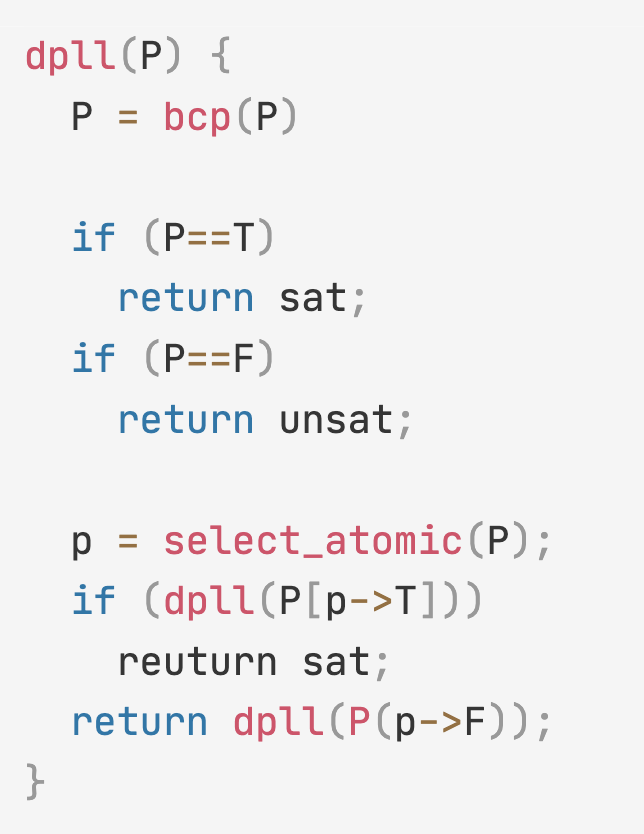 dpll(P) {
  P = bcp(P)

  if (P==T)
    return sat;
  if (P==F)
    return unsat;

  p = select_atomic(P);
  if (dpll(P[p->T]))
    reuturn sat;
  return dpll(P(p->F));
}